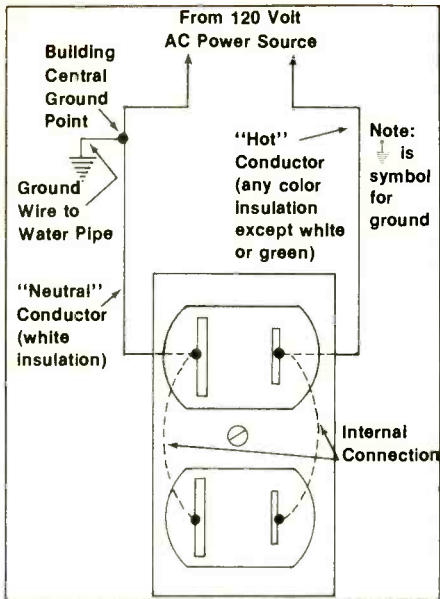 From 120 Volt
AC Power Source
Building
Central
Ground
Point
"Hot"
Conductor
(any color
insulation
except white
or green)
Note:
is
symbol
for
ground
Ground
Wire to
Water Pipe
"Neutral"
Conductor
(white
insulation)
Internal
Connection